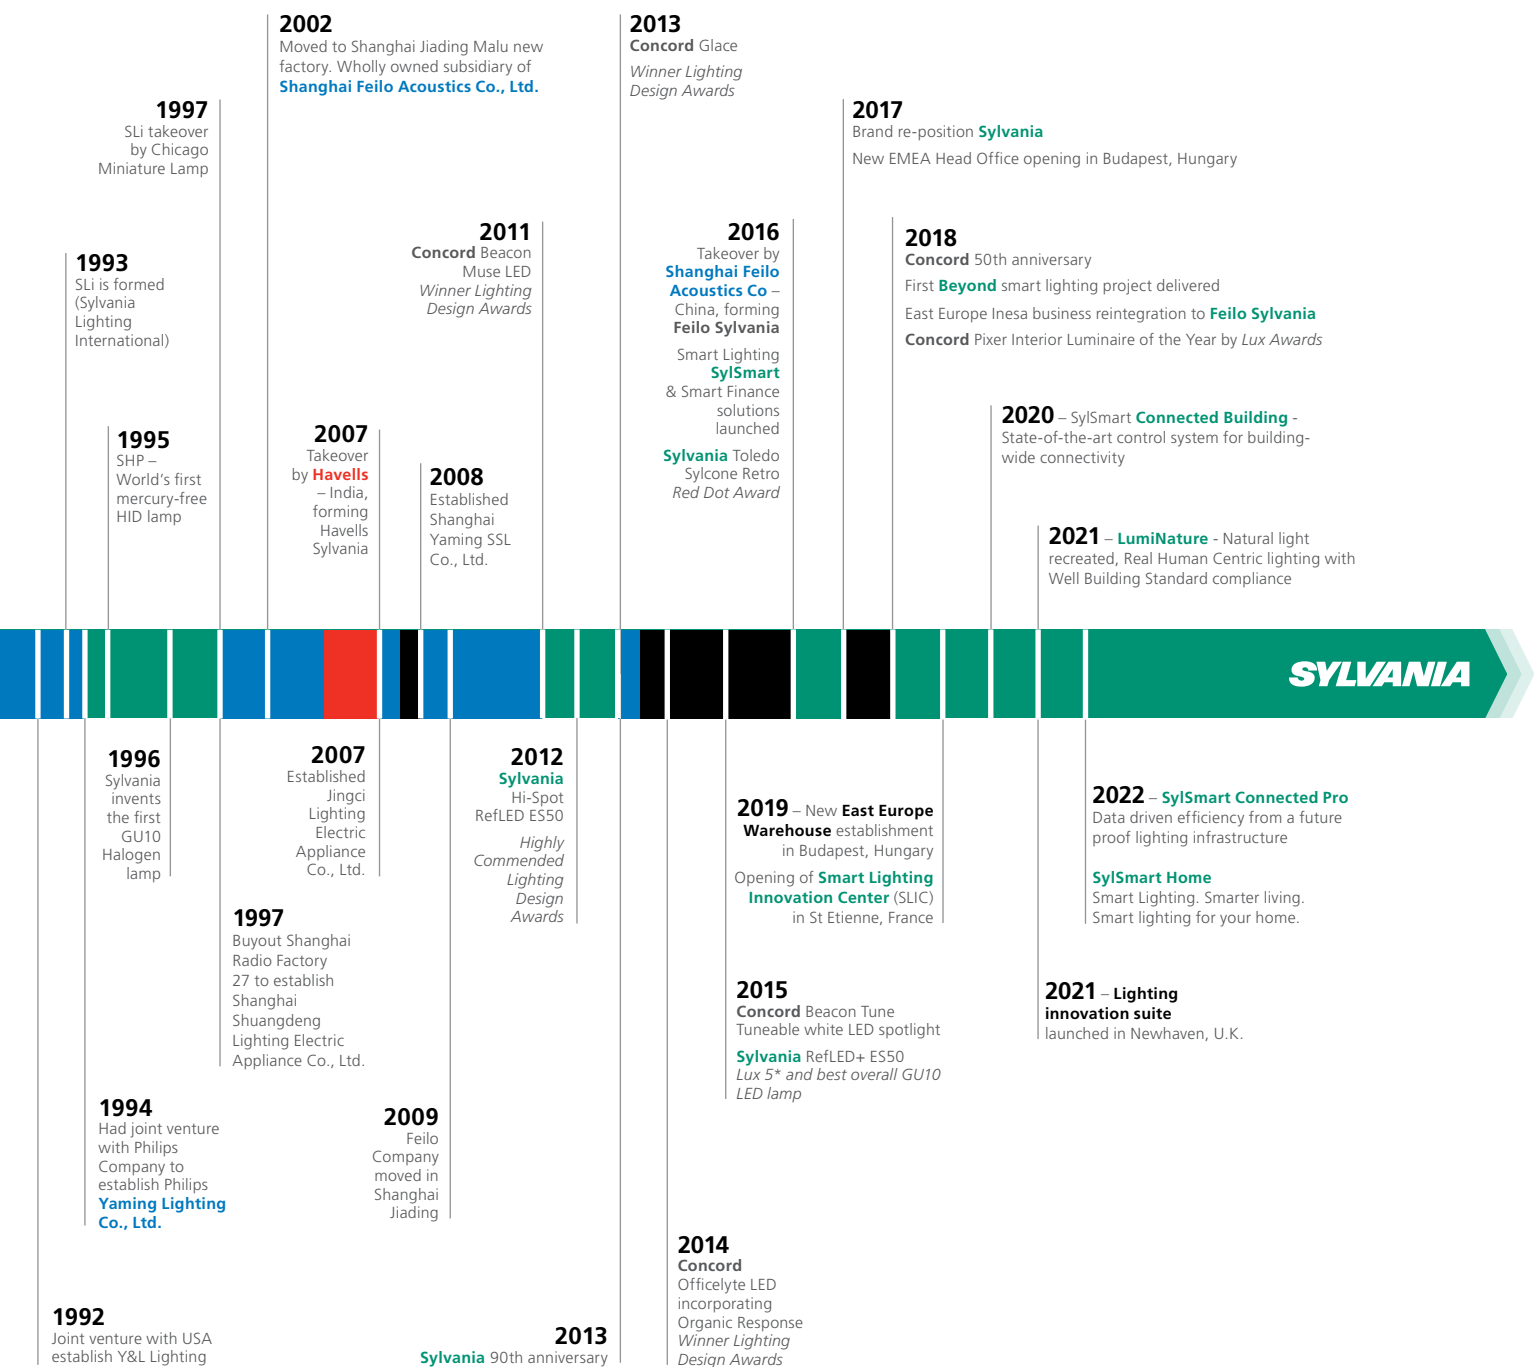 2002
Moved to Shanghai Jiading Malu new
factory. Wholly owned subsidiary of
Shanghai Feilo Acoustics Co., Ltd.
2013
Concord Glace
Winner Lighting
Design Awards
1997
SLi takeover
by Chicago
Miniature Lamp
2017
Brand re-position Sylvania
New EMEA Head Office opening in Budapest, Hungary
1993
SLi is formed
(Sylvania
Lighting
International)
2011
Concord Beacon
Muse LED
Winner Lighting
Design Awards
2016
Takeover by
Shanghai Feilo
Acoustics Co –
China, forming
Feilo Sylvania
Smart Lighting
SylSmart
& Smart Finance
solutions
launched
Sylvania Toledo
Sylcone Retro
Red Dot Award
2018
Concord 50th anniversary
First Beyond smart lighting project delivered
East Europe Inesa business reintegration to Feilo Sylvania
Concord Pixer Interior Luminaire of the Year by Lux Awards
1995
SHP –
World's first
mercury-free
HID lamp
2007
Takeover
by Havells
– India,
forming
Havells
Sylvania
2008
Established
Shanghai
Yaming SSL
Co., Ltd.
2020 – SylSmart Connected Building -
State-of-the-art control system for building-
wide connectivity
2021 – LumiNature - Natural light
recreated, Real Human Centric lighting with
Well Building Standard compliance
SYLVANIA
1996
Sylvania
invents
the first
GU10
Halogen
lamp
2007
Established
Jingci
Lighting
Electric
Appliance
Co., Ltd.
2012
Sylvania
Hi-Spot
RefLED ES50
Highly
Commended
Lighting
Design
Awards
2019 – New East Europe
Warehouse establishment
in Budapest, Hungary
Opening of Smart Lighting
Innovation Center (SLIC)
in St Etienne, France
2022 – SylSmart Connected Pro
Data driven efficiency from a future
proof lighting infrastructure
SylSmart Home
Smart Lighting. Smarter living.
Smart lighting for your home.
1997
Buyout Shanghai
Radio Factory
27 to establish
Shanghai
Shuangdeng
Lighting Electric
Appliance Co., Ltd.
2015
Concord Beacon Tune
Tuneable white LED spotlight
Sylvania RefLED+ ES50
Lux 5* and best overall GU10
LED lamp
2021 – Lighting
innovation suite
launched in Newhaven, U.K.
1994
Had joint venture
with Philips
Company to
establish Philips
Yaming Lighting
Co., Ltd.
2009
Feilo
Company
moved in
Shanghai
Jiading
2014
Concord
Officelyte LED
incorporating
Organic Response
Winner Lighting
Design Awards
1992
Joint venture with USA
establish Y&L Lighting
2013
Sylvania 90th anniversary